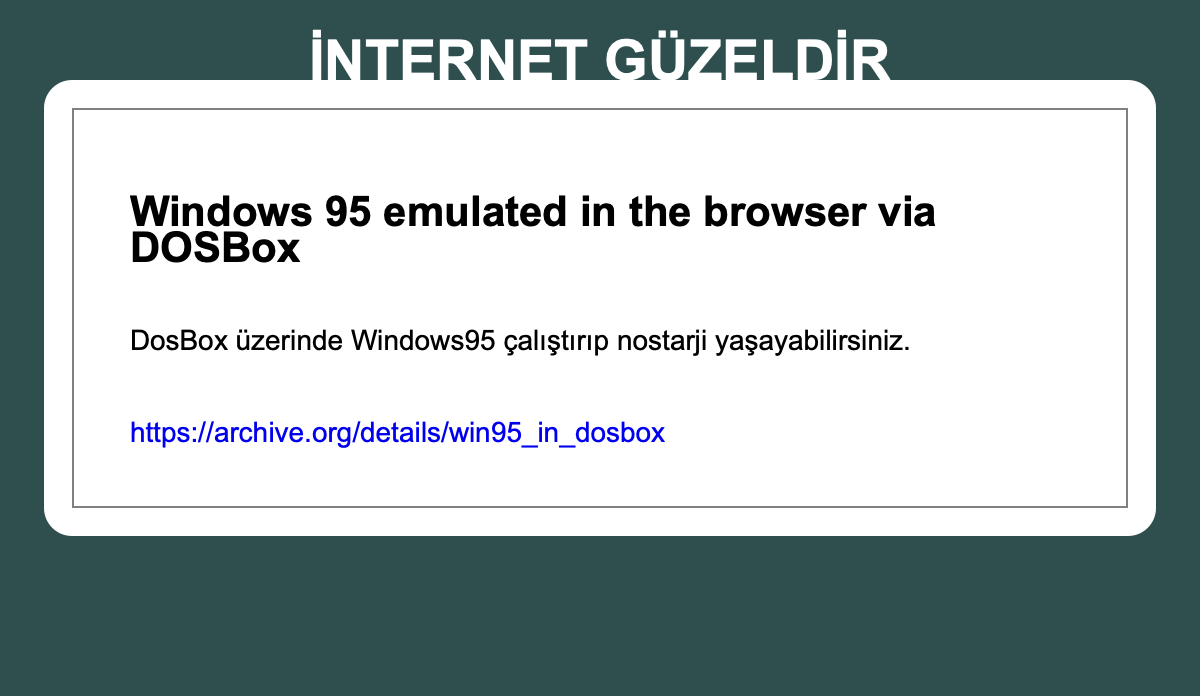 İNTERNET GÜZELDİR
Windows 95 emulated in the browser via
DOSBox
DosBox üzerinde Windows95 çalıştırıp nostarji yaşayabilirsiniz.
https://archive.org/details/win95_in_dosbox